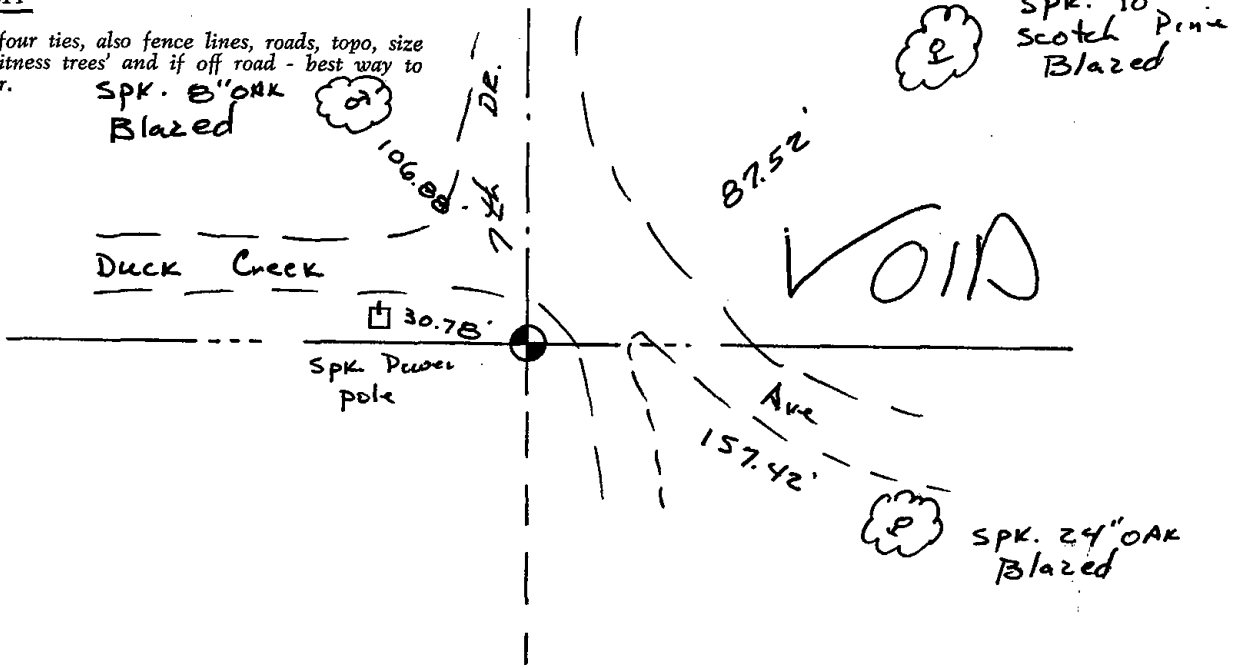 four ties, also fence lines, roads, topo, size
itness trees' and if off road - best way to
r.
Spk. 8" OAK
Blazed
Spk. 10
Scotch Pine
Blazed
106.88'
7th DR.
87.52'
VOID
Duck Creek
30.78'
Spk. Power
pole
Ave
157.42'
SPK. 24" OAK
Blazed